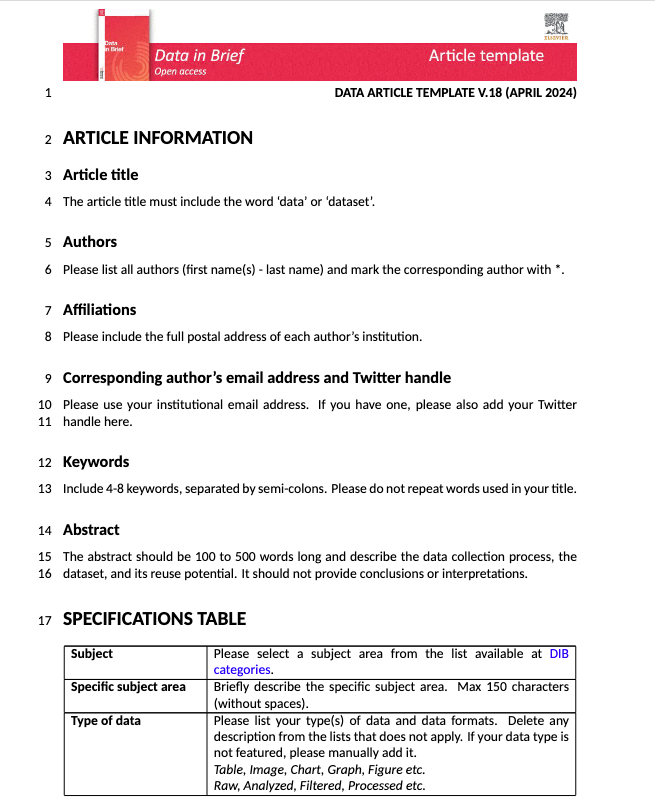 Data in Brief
ELSEVIER
Data in Brief
Article template
Open access
1 DATA ARTICLE TEMPLATE V.18 (APRIL 2024)
2 ARTICLE INFORMATION
3 Article title
4 The article title must include the word ‘data’ or ‘dataset’.
5 Authors
6 Please list all authors (first name(s) - last name) and mark the corresponding author with *.
7 Affiliations
8 Please include the full postal address of each author’s institution.
9 Corresponding author’s email address and Twitter handle
10 Please use your institutional email address. If you have one, please also add your Twitter
11 handle here.
12 Keywords
13 Include 4-8 keywords, separated by semi-colons. Please do not repeat words used in your title.
14 Abstract
15 The abstract should be 100 to 500 words long and describe the data collection process, the
16 dataset, and its reuse potential. It should not provide conclusions or interpretations.
17 SPECIFICATIONS TABLE
Subject Please select a subject area from the list available at DIB
categories.
Specific subject area Briefly describe the specific subject area. Max 150 characters
(without spaces).
Type of data Please list your type(s) of data and data formats. Delete any
description from the lists that does not apply. If your data type is
not featured, please manually add it.
Table, Image, Chart, Graph, Figure etc.
Raw, Analyzed, Filtered, Processed etc.